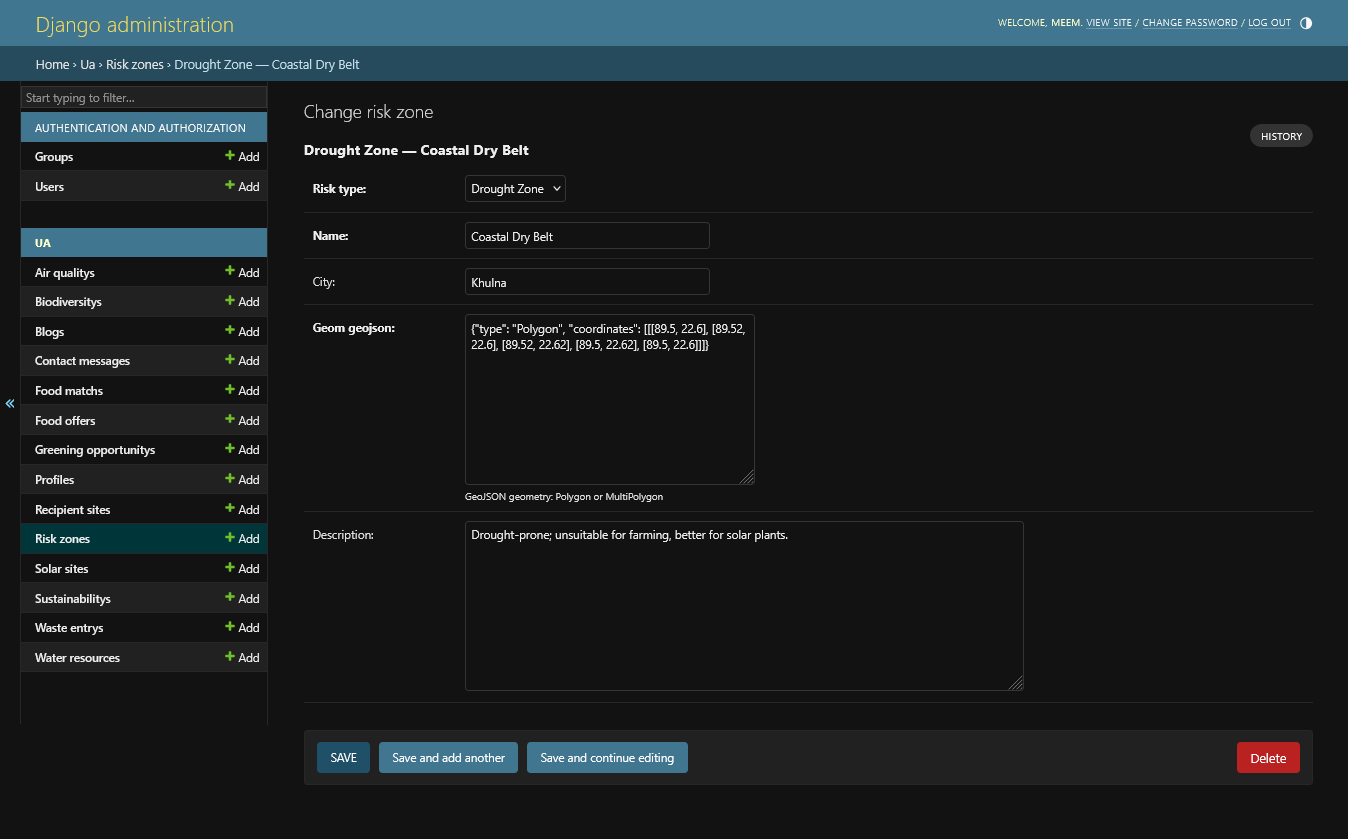 Django administration
WELCOME, MEEM. VIEW SITE / CHANGE PASSWORD / LOG OUT
Home › Ua › Risk zones › Drought Zone — Coastal Dry Belt
Start typing to filter...
AUTHENTICATION AND AUTHORIZATION
Groups + Add
Users + Add
UA
Air qualitys + Add
Biodiversitys + Add
Blogs + Add
Contact messages + Add
Food matchs + Add
Food offers + Add
Greening opportunitys + Add
Profiles + Add
Recipient sites + Add
Risk zones + Add
Solar sites + Add
Sustainabilitys + Add
Waste entrys + Add
Water resources + Add
«
Change risk zone
HISTORY
Drought Zone — Coastal Dry Belt
Risk type: Drought Zone
Name: Coastal Dry Belt
City: Khulna
Geom geojson: {"type": "Polygon", "coordinates": [[[89.5, 22.6], [89.52,
22.6], [89.52, 22.62], [89.5, 22.62], [89.5, 22.6]]]}
GeoJSON geometry: Polygon or MultiPolygon
Description: Drought-prone; unsuitable for farming, better for solar plants.
SAVE Save and add another Save and continue editing Delete